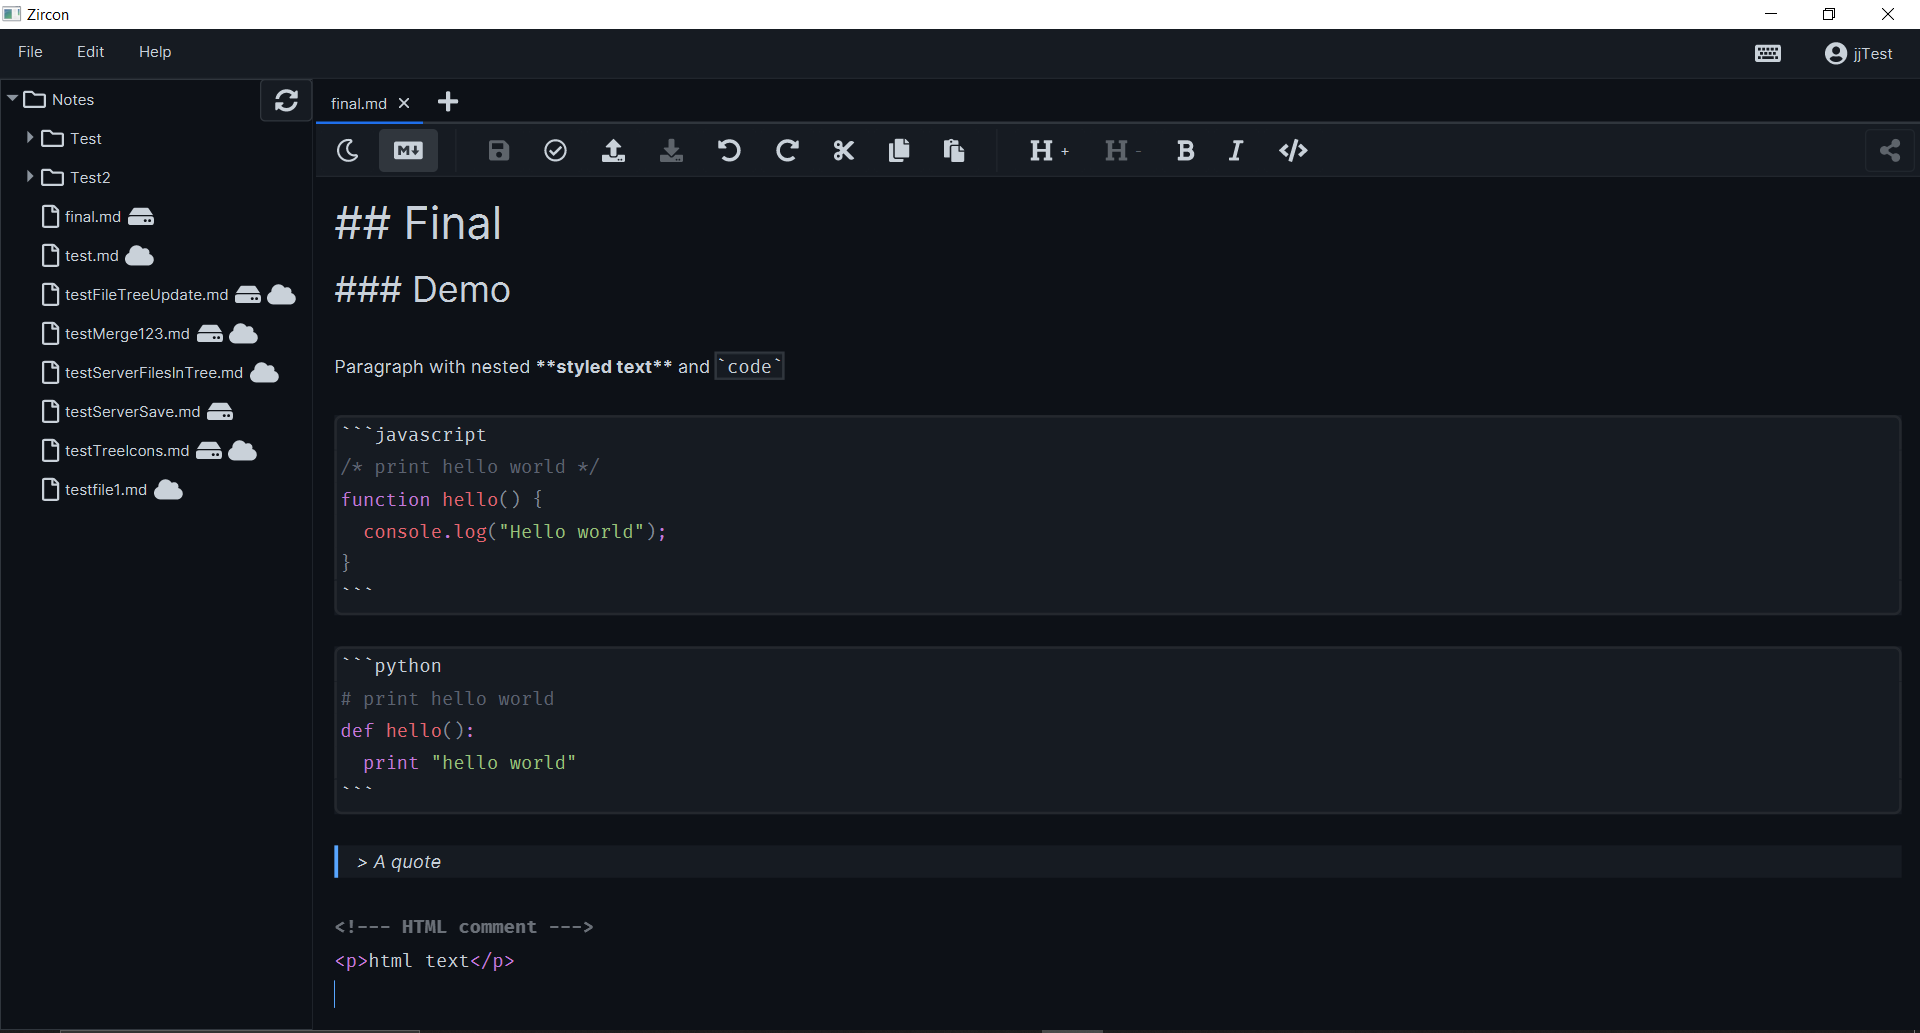 Zircon
File Edit Help
jjTest
Notes
Test
Test2
final.md
test.md
testFileTreeUpdate.md
testMerge123.md
testServerFilesInTree.md
testServerSave.md
testTreeIcons.md
testfile1.md
final.md
M
H + H - B I </>
## Final
### Demo
Paragraph with nested **styled text** and `code`
```javascript
/* print hello world */
function hello() {
  console.log("Hello world");
}
```
```python
# print hello world
def hello():
  print "hello world"
```
> A quote
<!--- HTML comment --->
<p>html text</p>